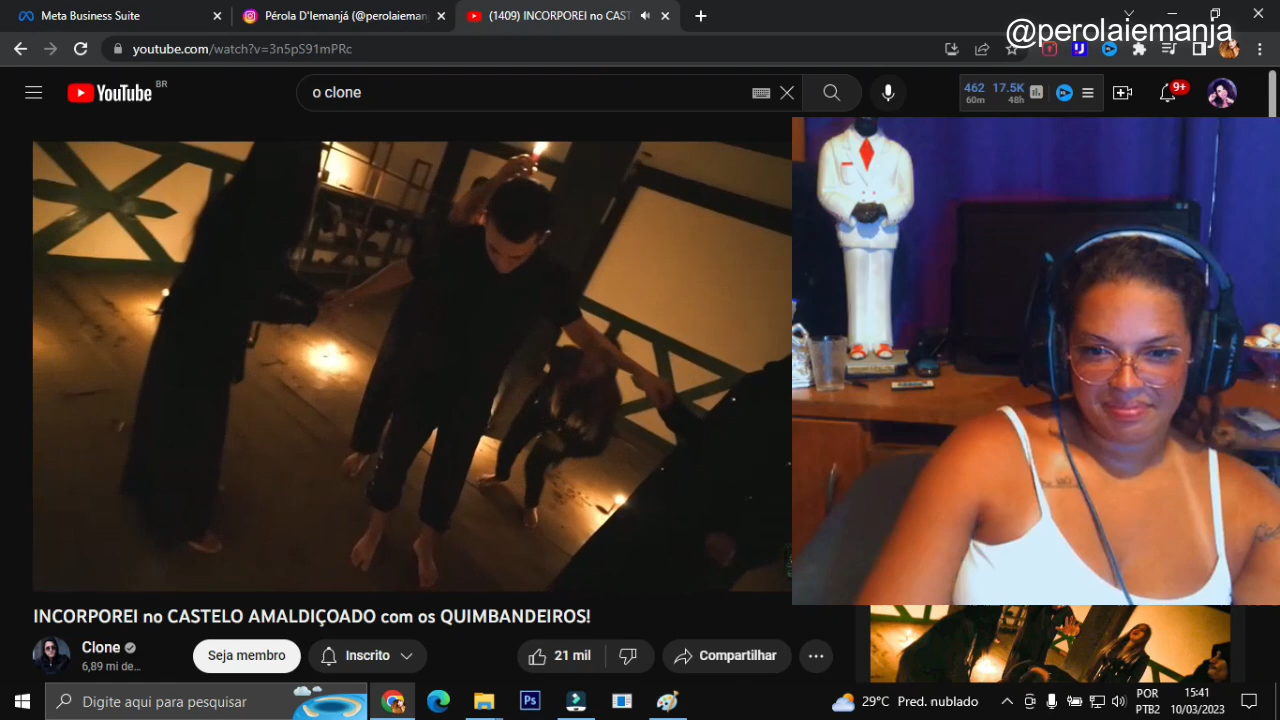 Meta Business Suite
Pérola D'Iemanjá (@perolaieman
(1409) INCORPOREI no CAST
@perolaiemanja
youtube.com/watch?v=3n5pS91mPRc
YouTube BR
o clone
462 17.5K
60m 48h
9+
INCORPOREI no CASTELO AMALDIÇOADO com os QUIMBANDEIROS!
Clone
6,89 mi de...
Seja membro
Inscrito
21 mil
Compartilhar
Digite aqui para pesquisar
Ps
29°C Pred. nublado
POR
PTB2
15:41
10/03/2023